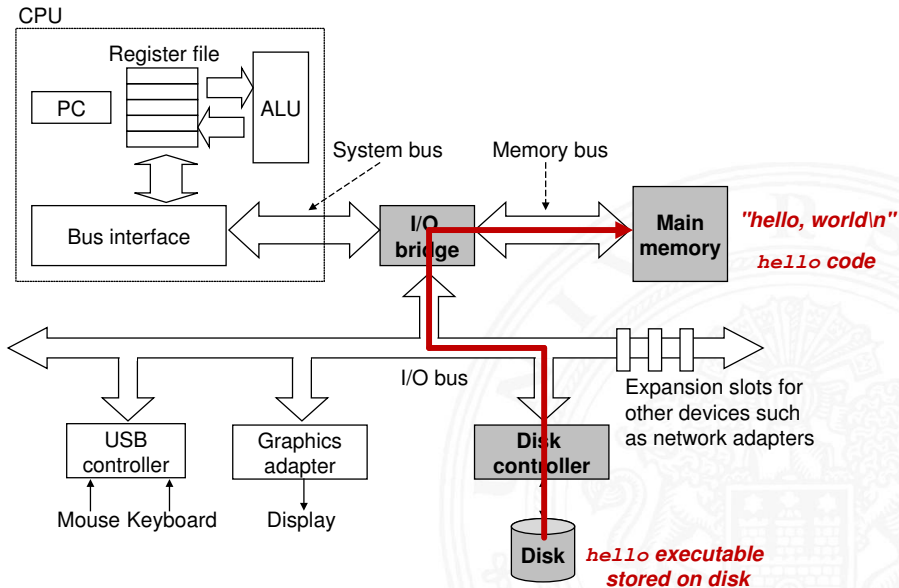 CPU
Register file
PC
ALU
System bus
Memory bus
Bus interface
I/O
bridge
Main
memory
"hello, world\n"
hello code
I/O bus
Expansion slots for
other devices such
as network adapters
USB
controller
Graphics
adapter
Disk
controller
Mouse Keyboard
Display
Disk
hello executable
stored on disk